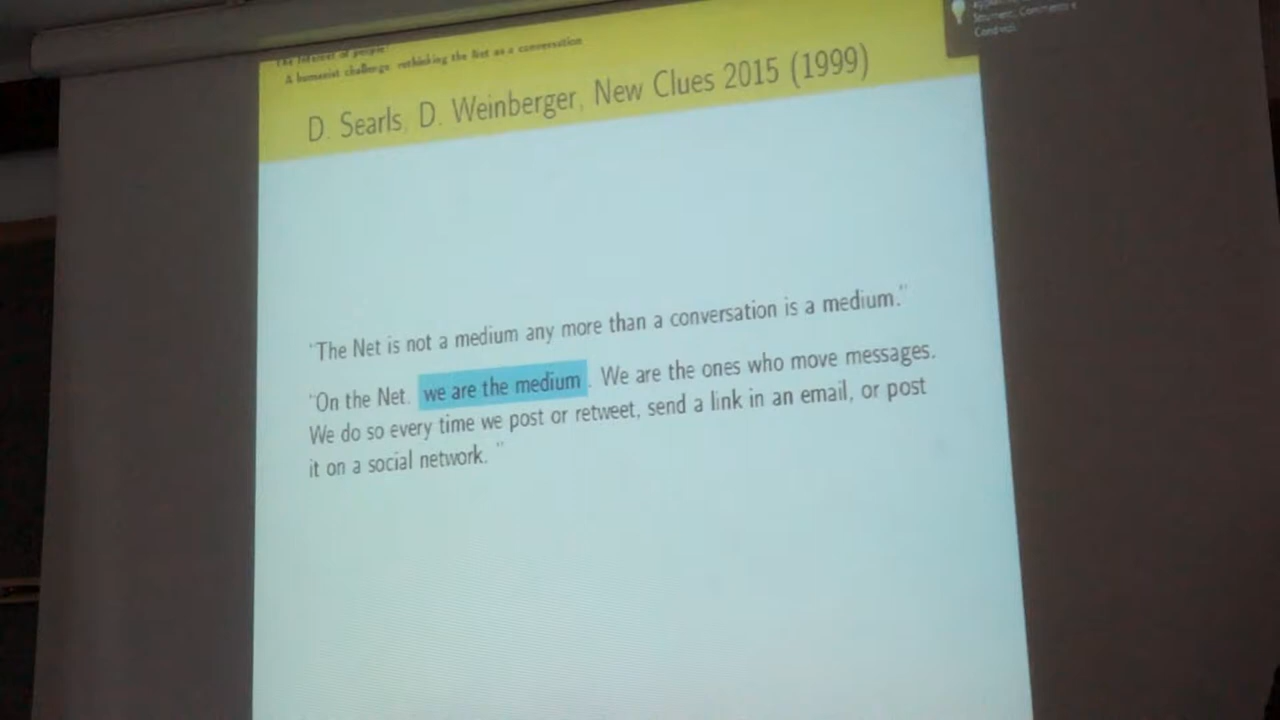 The Internet of people?
A humanist challenge: rethinking the Net as a conversation
D. Searls, D. Weinberger, New Clues 2015 (1999)
"The Net is not a medium any more than a conversation is a medium."
"On the Net, we are the medium. We are the ones who move messages.
We do so every time we post or retweet, send a link in an email, or post
it on a social network. "
Strumenti, Commento e
Condividi.